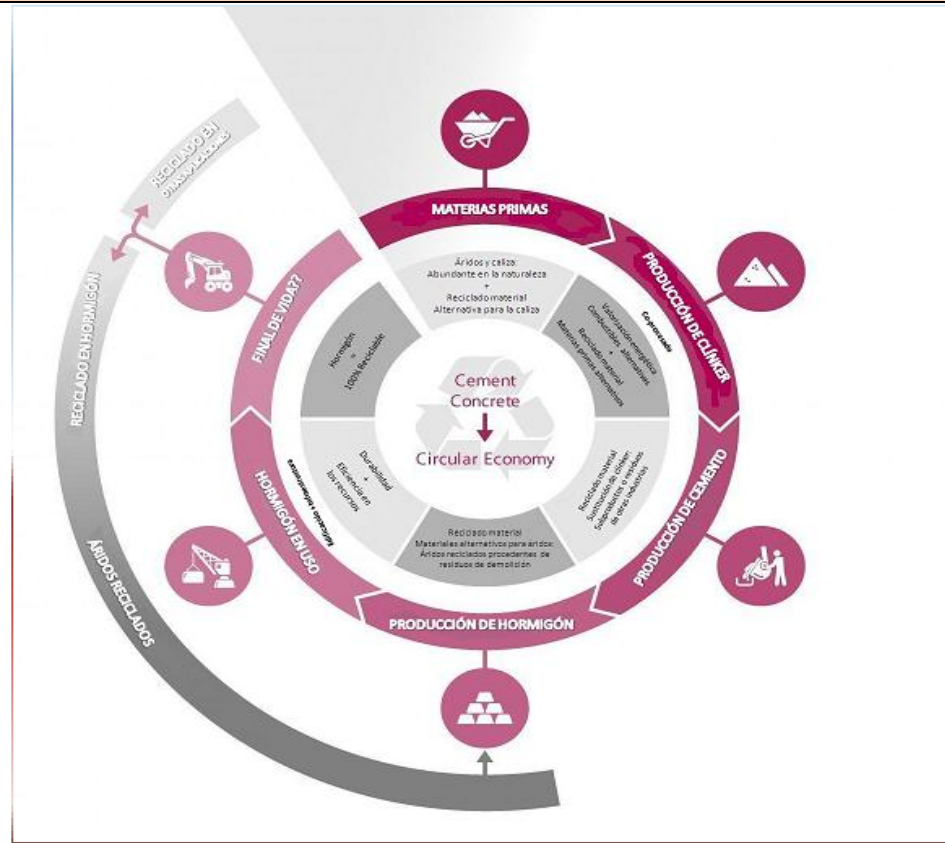 MATERIAS PRIMAS
PRODUCCIÓN DE CLÍNKER
PRODUCCIÓN DE CEMENTO
PRODUCCIÓN DE HORMIGÓN
HORMIGÓN EN USO
FINAL DE VIDA??
RECICLADO EN
OTRAS APLICACIONES
RECICLADO EN HORMIGÓN
ÁRIDOS RECICLADOS
Áridos y caliza:
Abundante en la naturaleza
+
Reciclado material
Alternativa para la caliza
Co-procesado
Valorización energética
Combustibles alternativos
+
Reciclado material
Materias primas alternativas
Reciclado material
Sustitución de clínker:
Subproductos o residuos
de otras industrias
Reciclado material
Materiales alternativos para áridos:
Áridos reciclados procedentes de
residuos de demolición
Edificación e Infraestructura
Durabilidad
+
Eficiencia en
los recursos
Hormigón
=
100% Reciclable
Cement
Concrete
Circular Economy